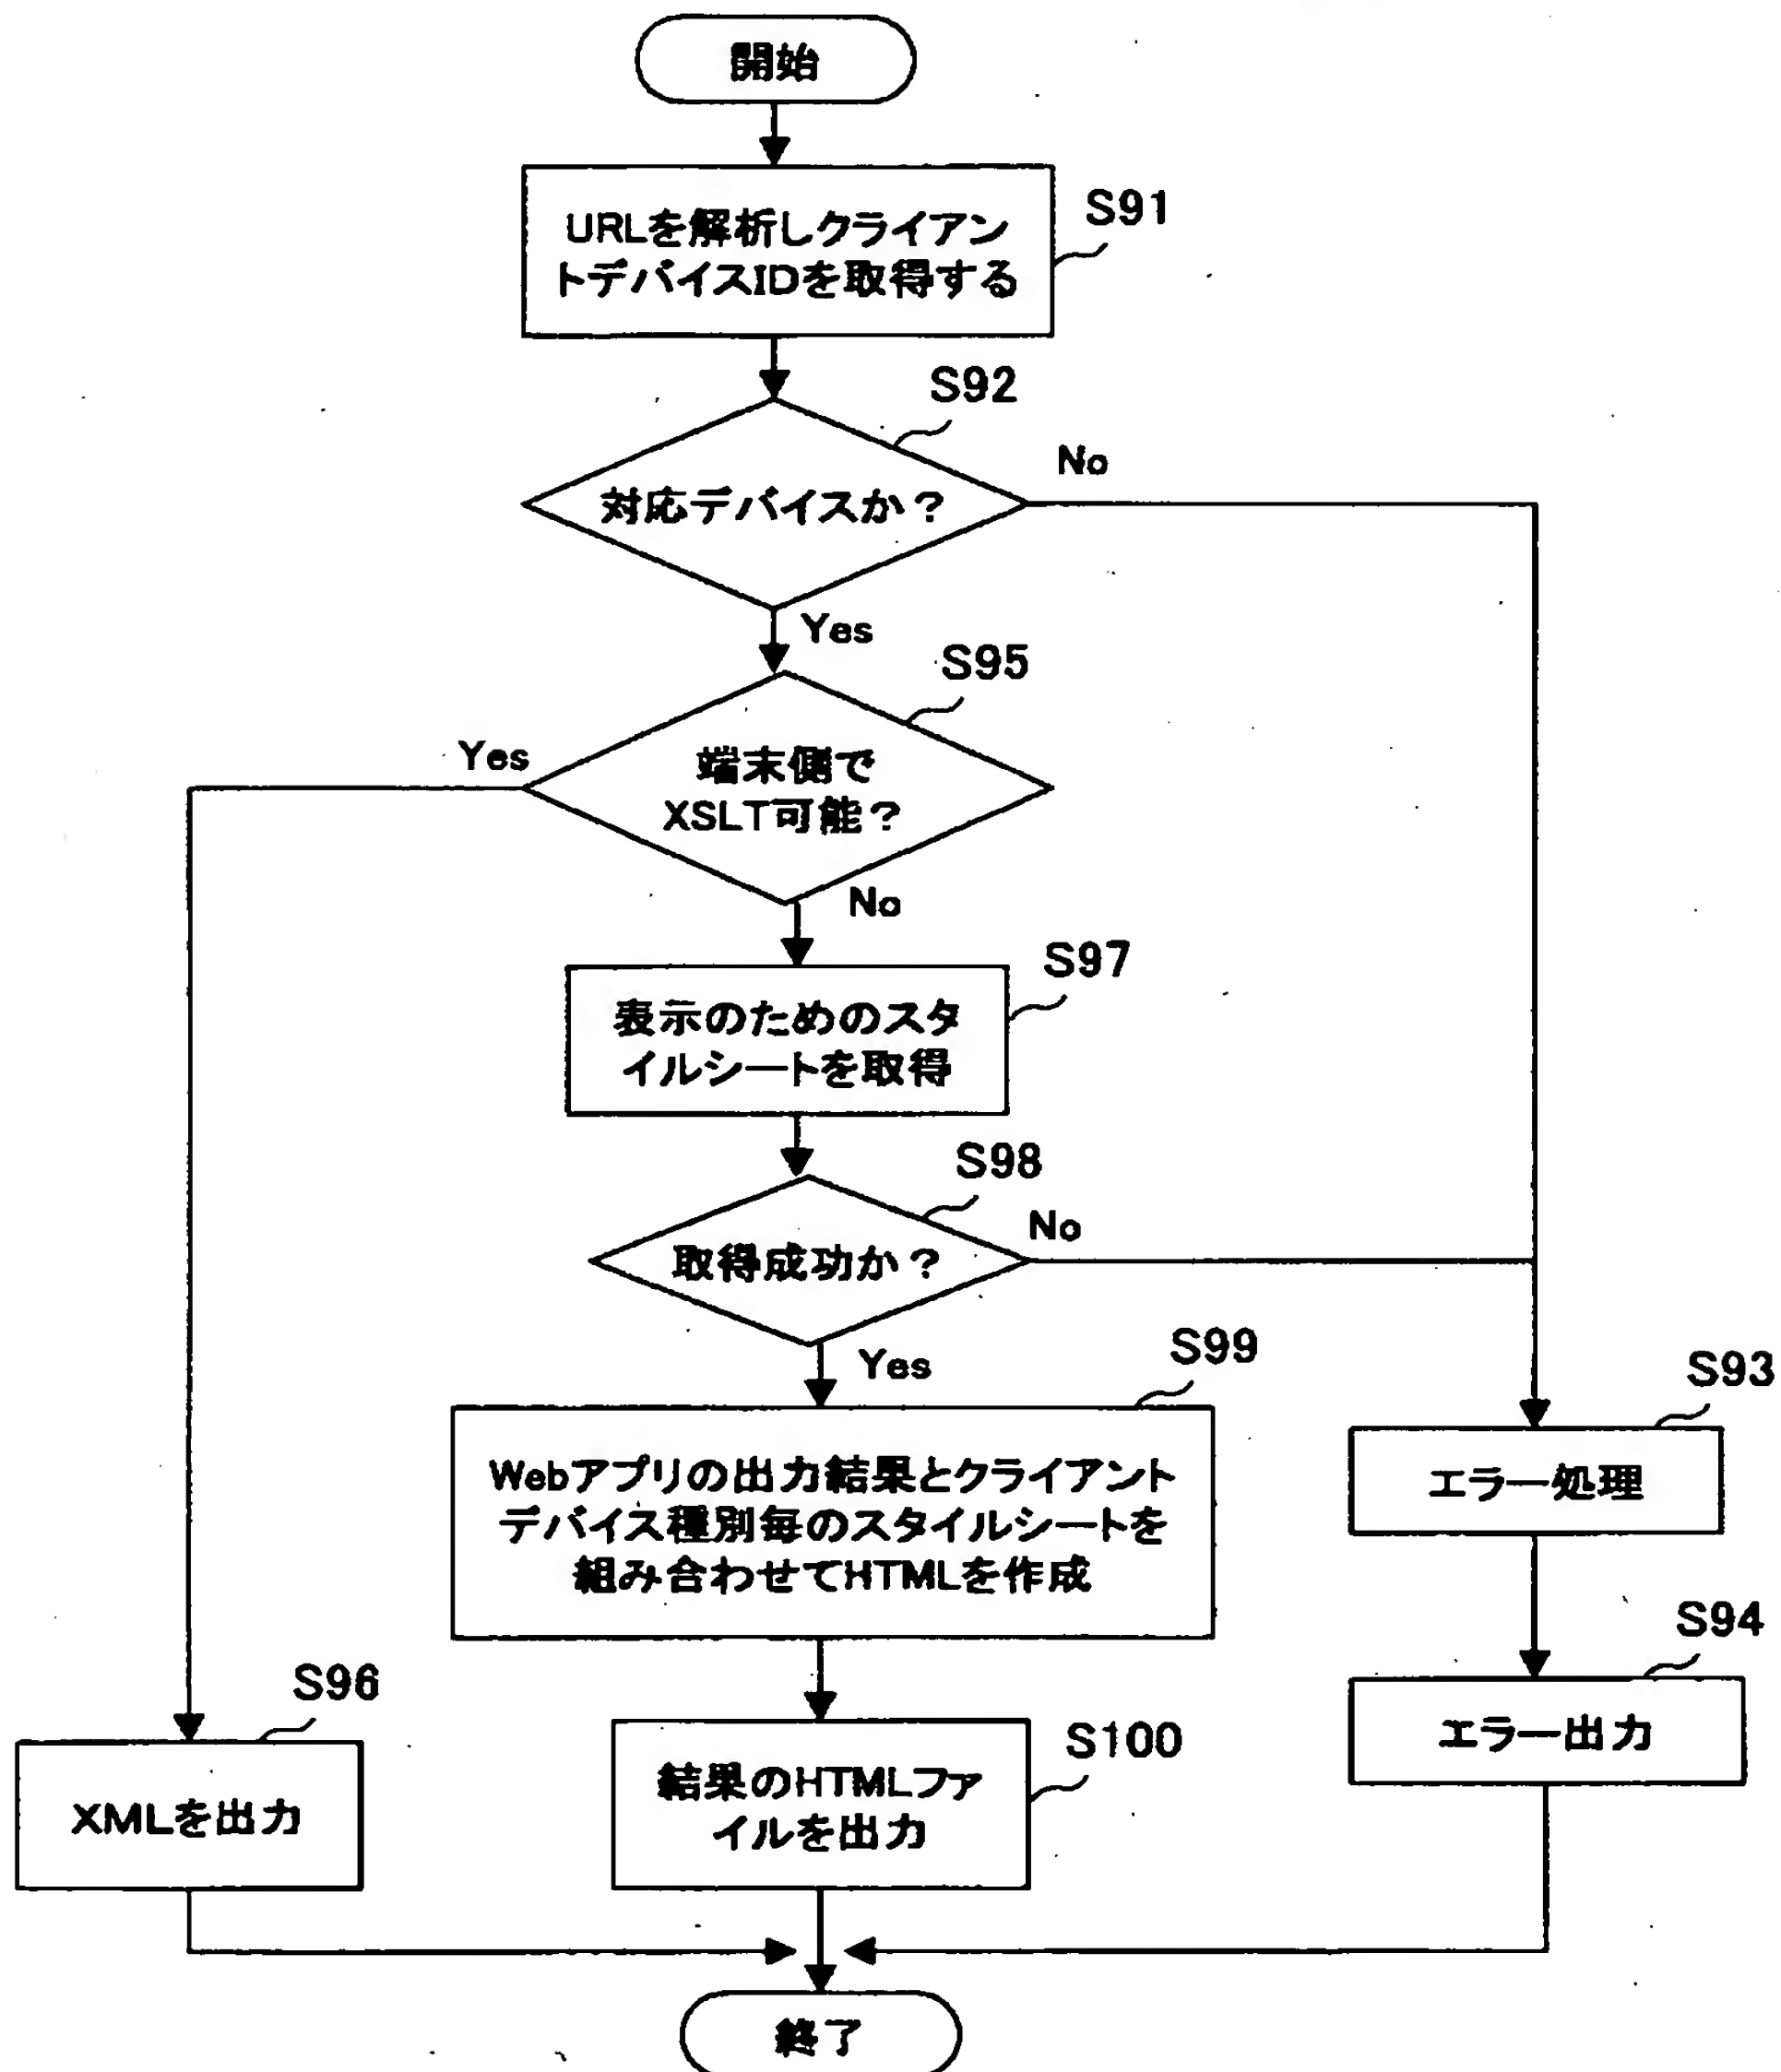 開始
S91
URLを解析しクライアン
トデバイスIDを取得する
S92
対応デバイスか？
No
Yes
S95
Yes
端末側で
XSLT可能？
No
S97
表示のためのスタ
イルシートを取得
S98
取得成功か？
No
Yes
S99
Webアプリの出力結果とクライアント
デバイス種別毎のスタイルシートを
組み合わせてHTMLを作成
S93
エラー処理
S94
エラー出力
S96
XMLを出力
S100
結果のHTMLファ
イルを出力
終了